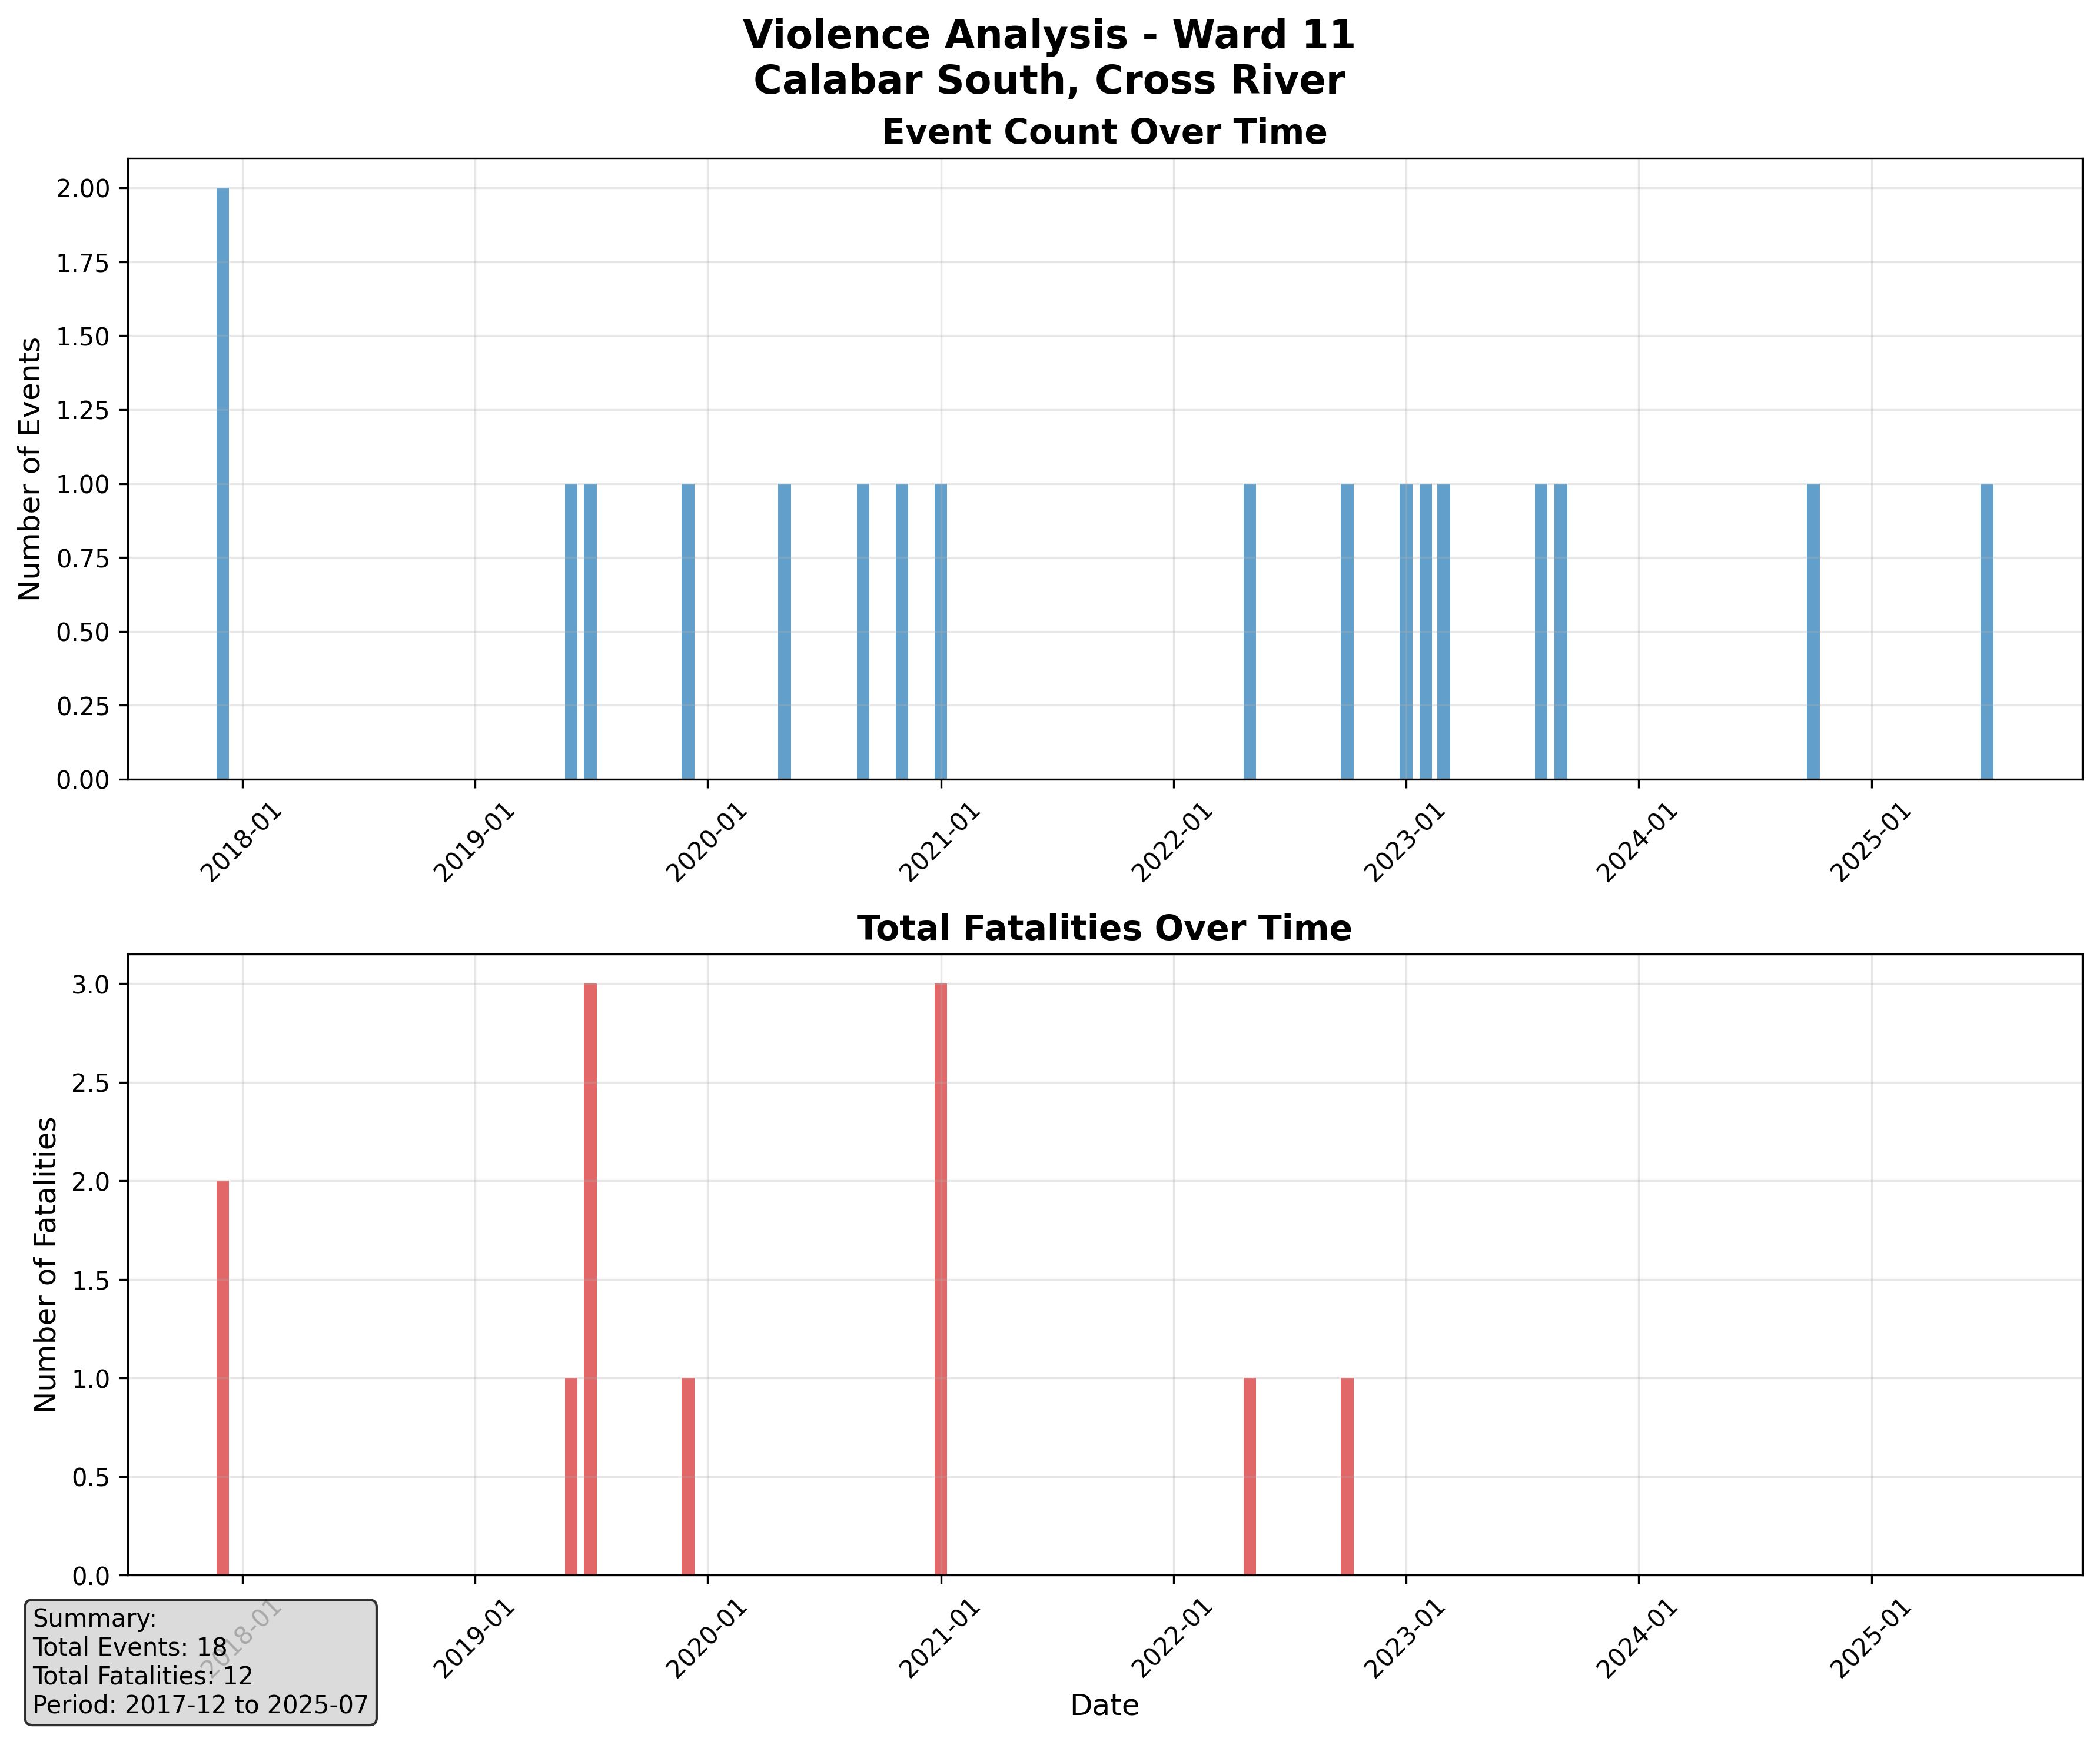 Violence Analysis - Ward 11
Calabar South, Cross River
Event Count Over Time
Number of Events
2.00
1.75
1.50
1.25
1.00
0.75
0.50
0.25
0.00
2018-01
2019-01
2020-01
2021-01
2022-01
2023-01
2024-01
2025-01
Total Fatalities Over Time
Number of Fatalities
3.0
2.5
2.0
1.5
1.0
0.5
0.0
2018-01
2019-01
2020-01
2021-01
2022-01
2023-01
2024-01
2025-01
Date
Summary:
Total Events: 18
Total Fatalities: 12
Period: 2017-12 to 2025-07